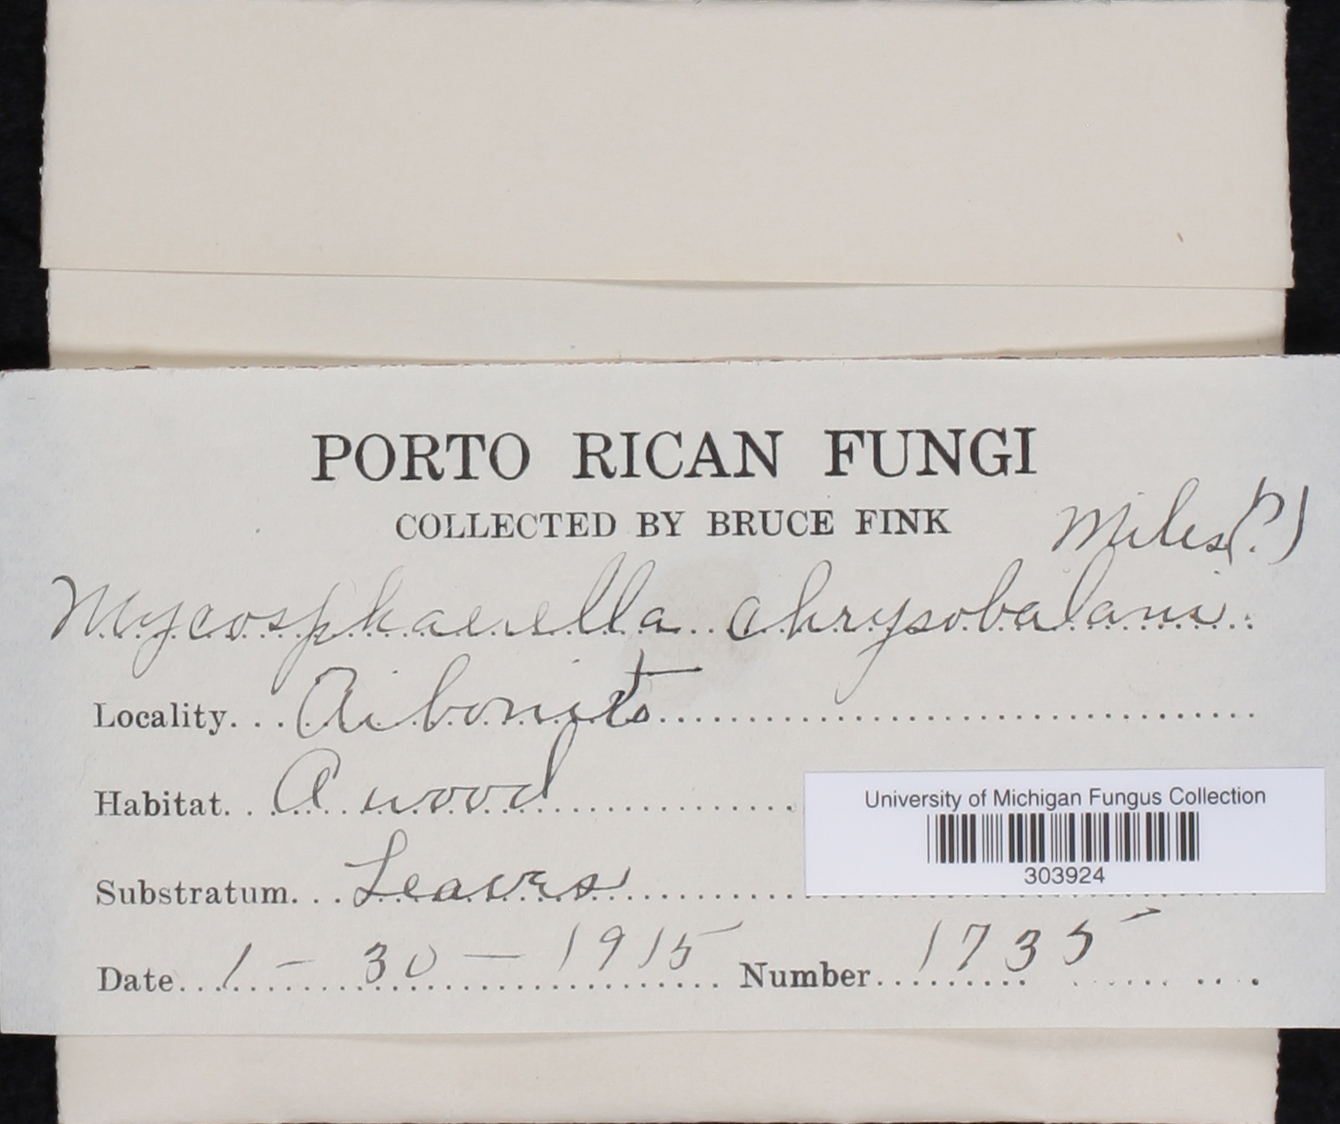 PORTO RICAN FUNGI
COLLECTED BY BRUCE FINK
Miles(?)
Mycosphaerella chrysobalani
Locality... Aibonito
Habitat.. A wood
Substratum... Leaves
Date... 1-30-1915 Number 1735
University of Michigan Fungus Collection
303924